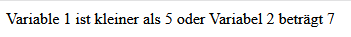 Variable 1 ist kleiner als 5 oder Variabel 2 beträgt 7